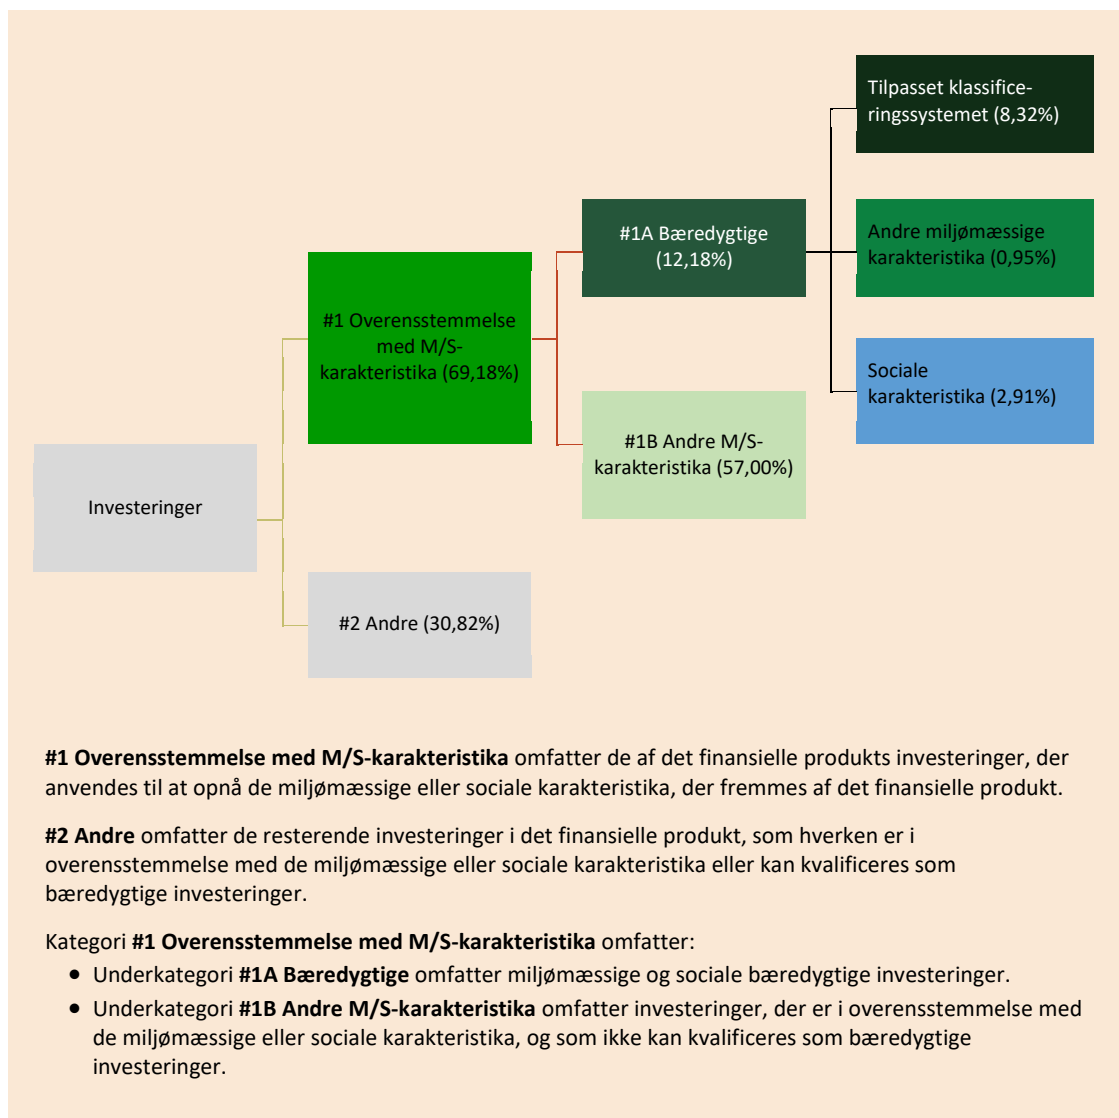 Tilpasset klassifice-
ringssystemet (8,32%)
#1A Bæredygtige
(12,18%)
Andre miljømæssige
karakteristika (0,95%)
#1 Overensstemmelse
med M/S-
karakteristika (69,18%)
Sociale
karakteristika (2,91%)
#1B Andre M/S-
karakteristika (57,00%)
Investeringer
#2 Andre (30,82%)
#1 Overensstemmelse med M/S-karakteristika omfatter de af det finansielle produkts investeringer, der
anvendes til at opnå de miljømæssige eller sociale karakteristika, der fremmes af det finansielle produkt.
#2 Andre omfatter de resterende investeringer i det finansielle produkt, som hverken er i
overensstemmelse med de miljømæssige eller sociale karakteristika eller kan kvalificeres som
bæredygtige investeringer.
Kategori #1 Overensstemmelse med M/S-karakteristika omfatter:
• Underkategori #1A Bæredygtige omfatter miljømæssige og sociale bæredygtige investeringer.
• Underkategori #1B Andre M/S-karakteristika omfatter investeringer, der er i overensstemmelse med
de miljømæssige eller sociale karakteristika, og som ikke kan kvalificeres som bæredygtige
investeringer.